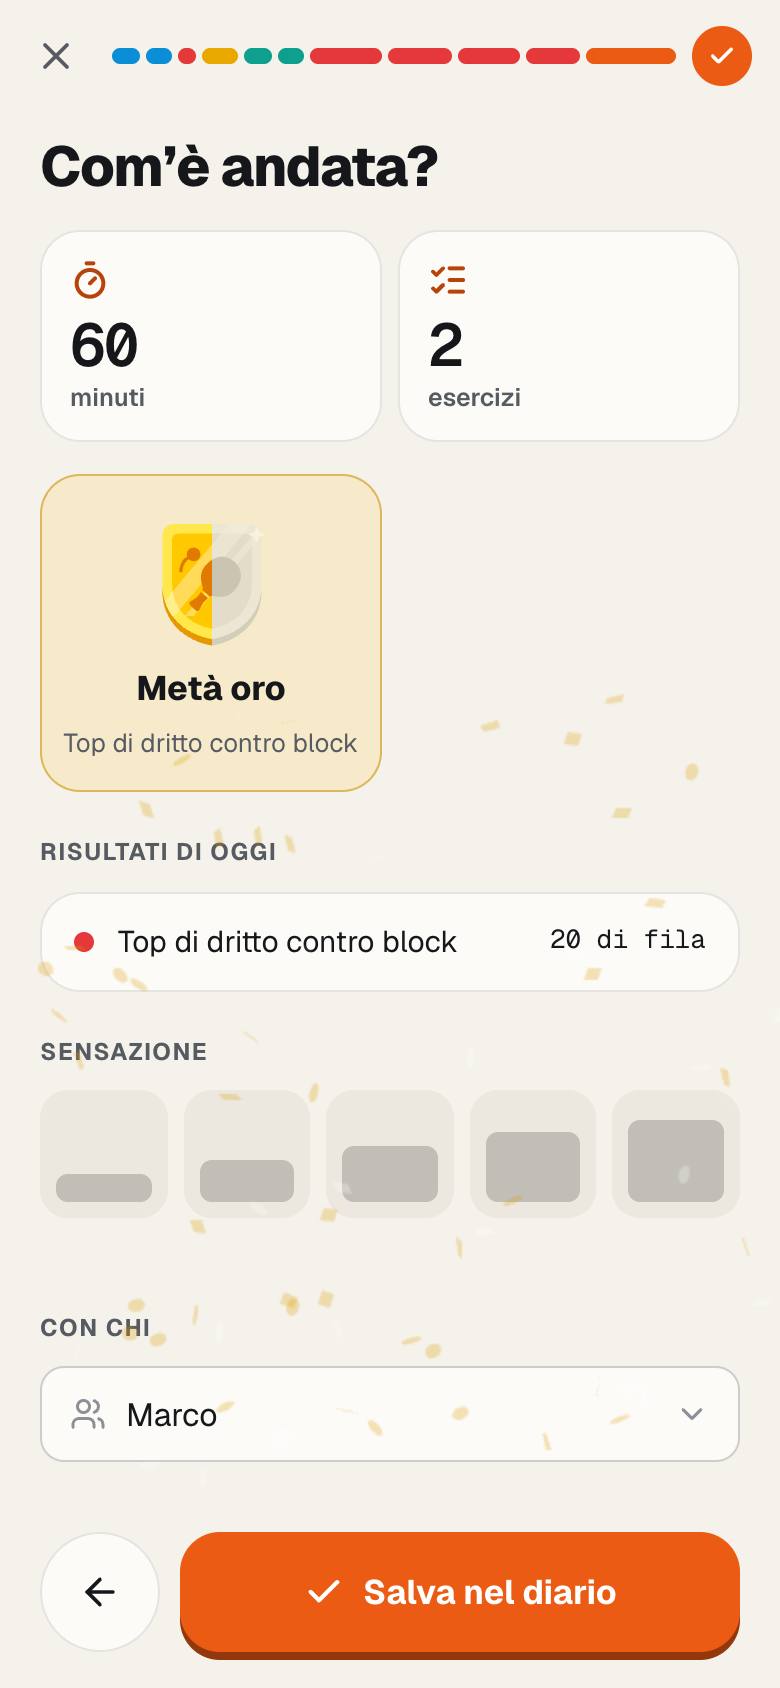 Com’è andata?
60
minuti
2
esercizi
Metà oro
Top di dritto contro block
RISULTATI DI OGGI
Top di dritto contro block
20 di fila
SENSAZIONE
CON CHI
Marco
Salva nel diario